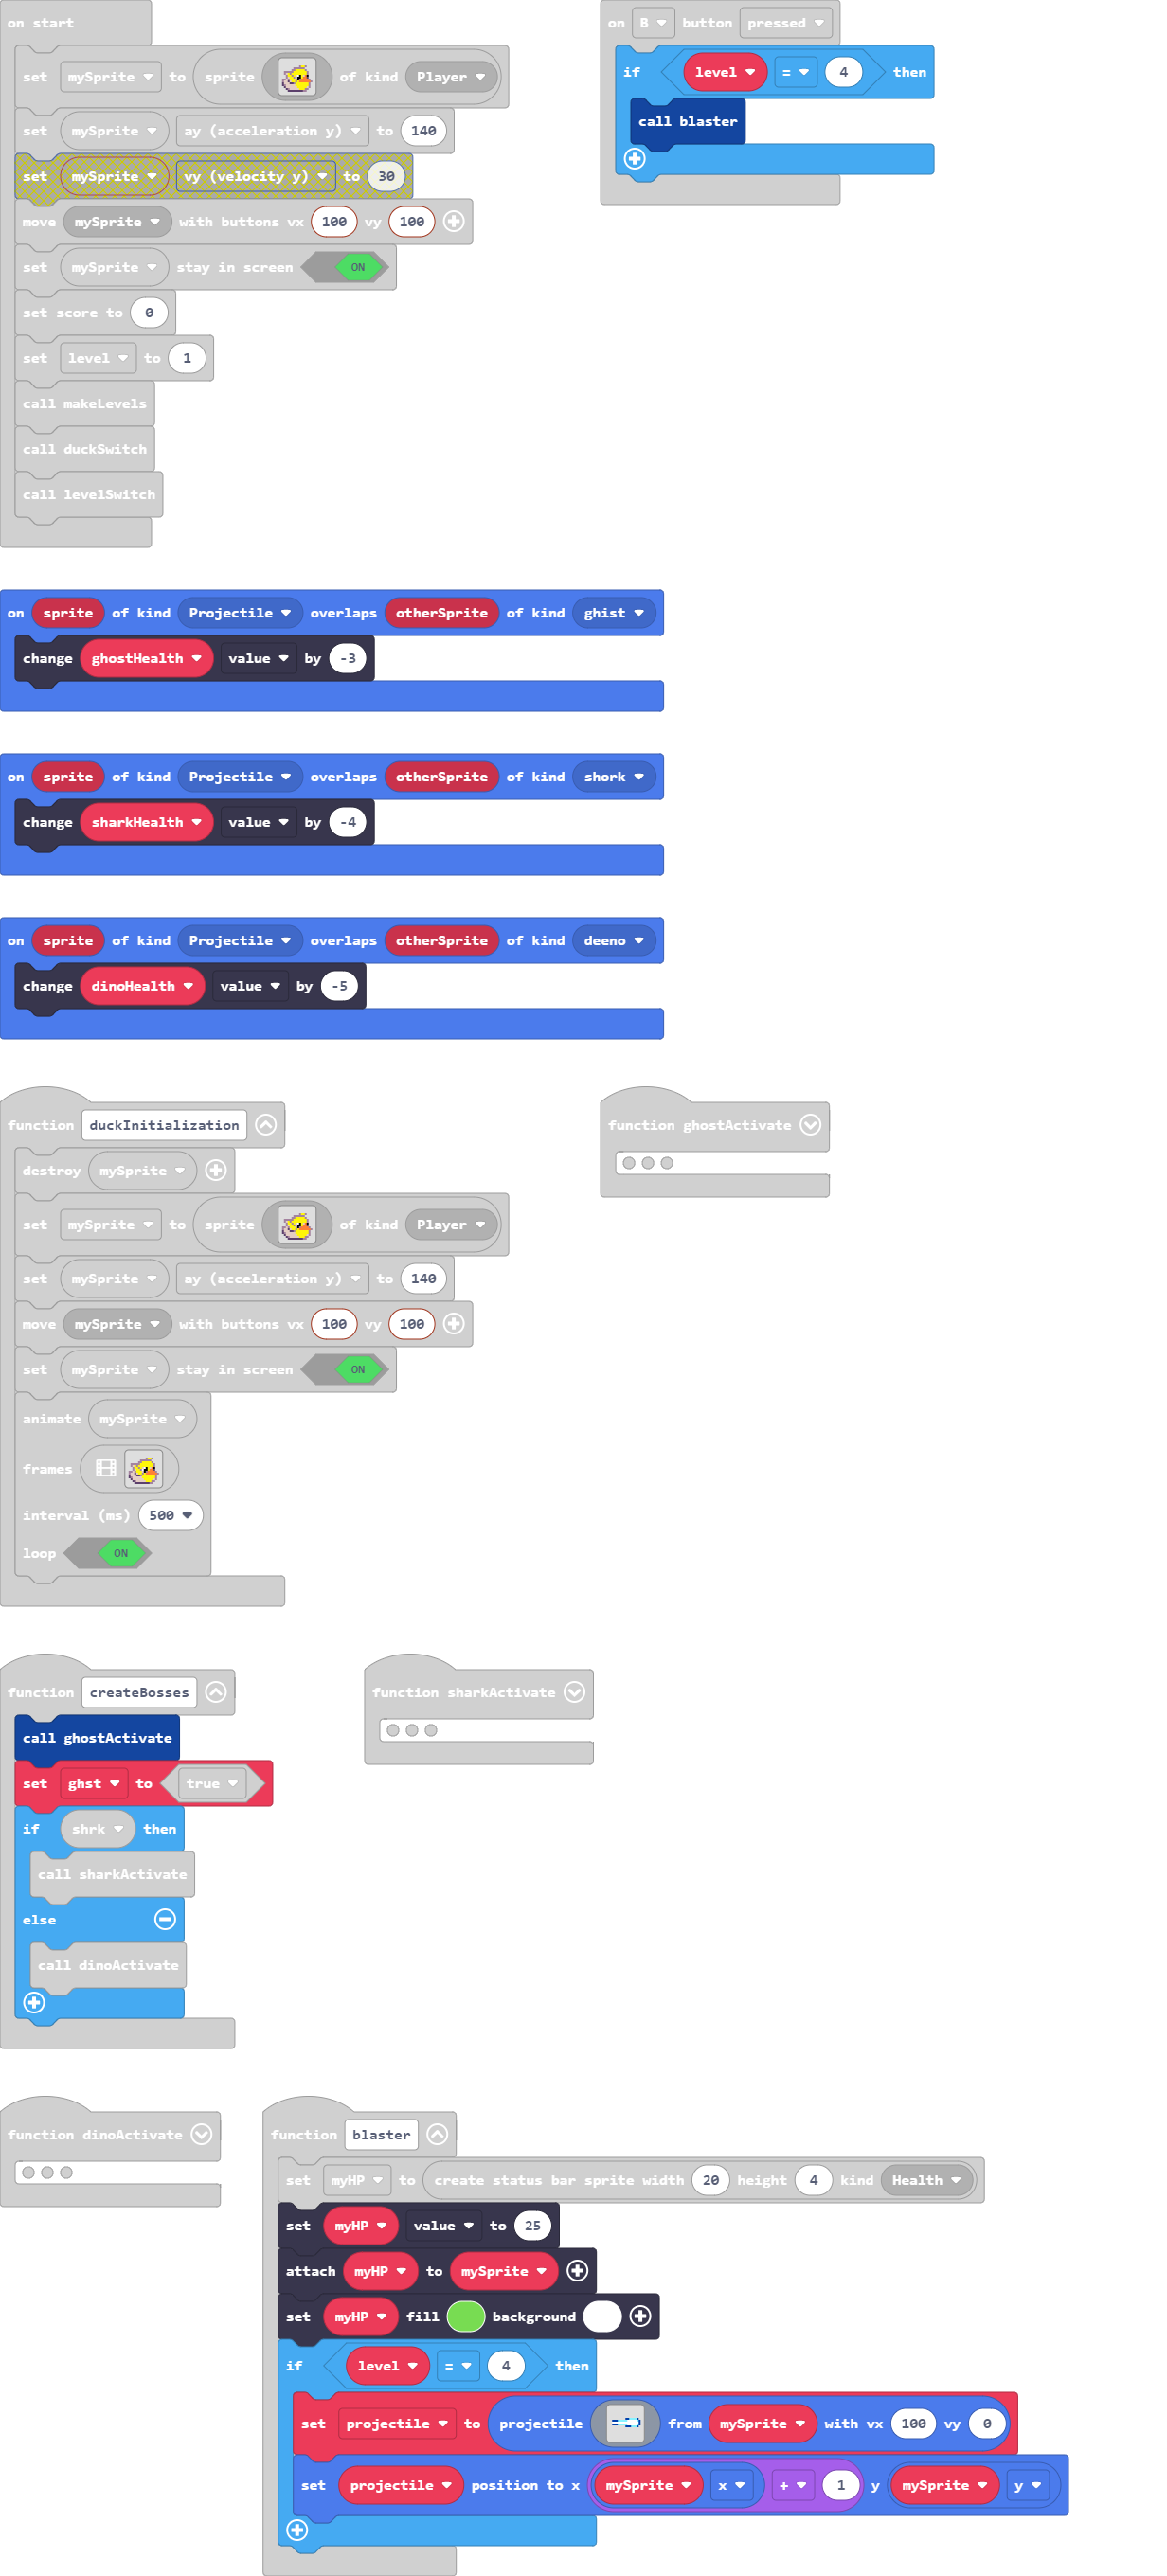 on start
set mySprite to sprite of kind Player
set mySprite ay (acceleration y) to 140
set mySprite vy (velocity y) to 30
move mySprite with buttons vx 100 vy 100
set mySprite stay in screen ON
set score to 0
set level to 1
call makeLevels
call duckSwitch
call levelSwitch
on B button pressed
if level = 4 then
call blaster
on sprite of kind Projectile overlaps otherSprite of kind ghist
change ghostHealth value by -3
on sprite of kind Projectile overlaps otherSprite of kind shork
change sharkHealth value by -4
on sprite of kind Projectile overlaps otherSprite of kind deeno
change dinoHealth value by -5
function duckInitialization
destroy mySprite
set mySprite to sprite of kind Player
set mySprite ay (acceleration y) to 140
move mySprite with buttons vx 100 vy 100
set mySprite stay in screen ON
animate mySprite
frames
interval (ms) 500
loop ON
function ghostActivate
function createBosses
call ghostActivate
set ghst to true
if shrk then
call sharkActivate
else
call dinoActivate
function sharkActivate
function dinoActivate
function blaster
set myHP to create status bar sprite width 20 height 4 kind Health
set myHP value to 25
attach myHP to mySprite
set myHP fill background
if level = 4 then
set projectile to projectile from mySprite with vx 100 vy 0
set projectile position to x mySprite x + 1 y mySprite y